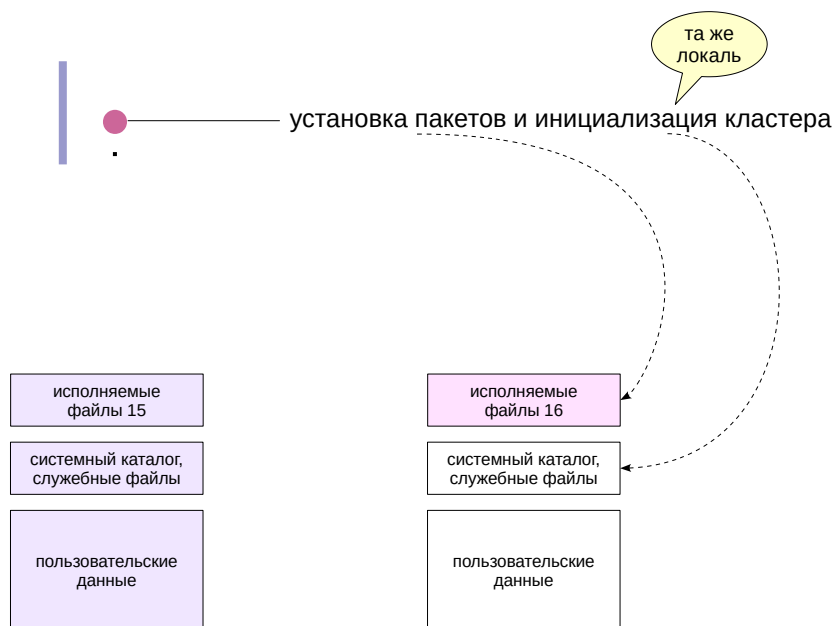 та же
локаль
установка пакетов и инициализация кластера
исполняемые
файлы 15
исполняемые
файлы 16
системный каталог,
служебные файлы
системный каталог,
служебные файлы
пользовательские
данные
пользовательские
данные